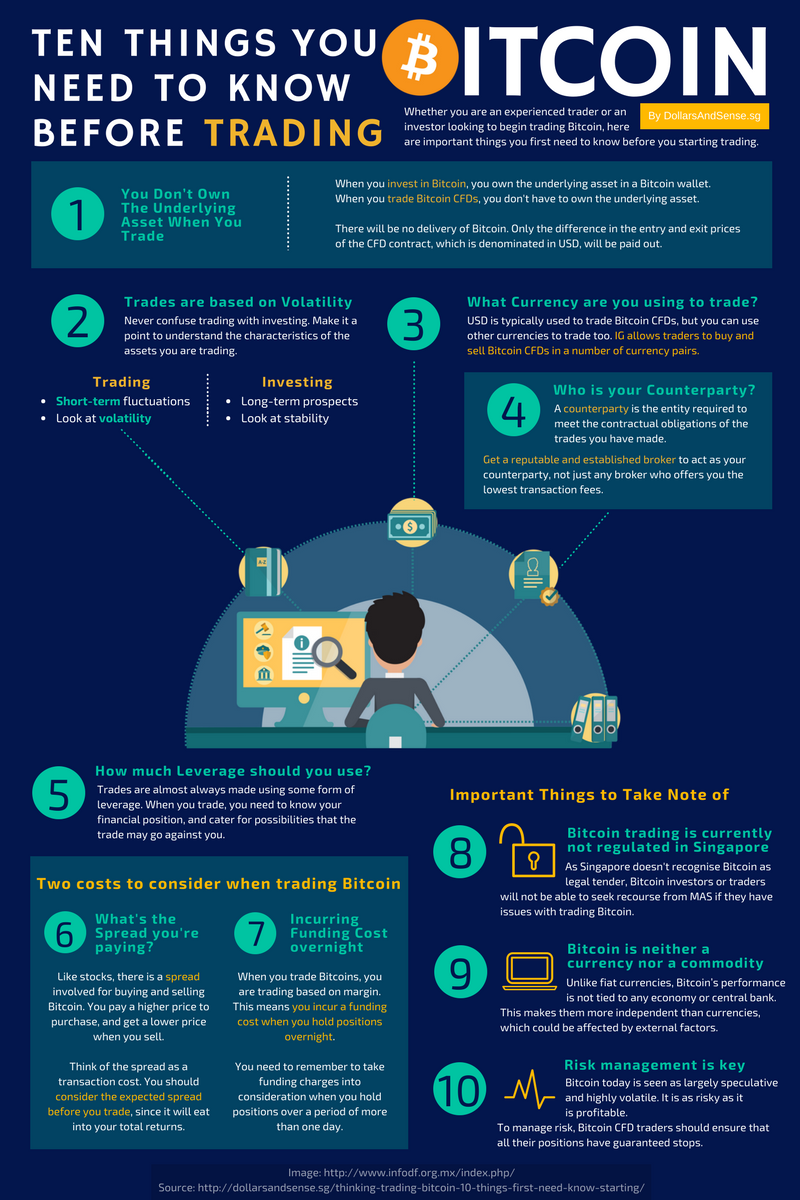 TEN THINGS YOU
NEED TO KNOW
BEFORE TRADING
BITCOIN
By DollarsAndSense.sg
Whether you are an experienced trader or an
investor looking to begin trading Bitcoin, here
are important things you first need to know before you starting trading.
1
You Don't Own
The Underlying
Asset When You
Trade
When you invest in Bitcoin, you own the underlying asset in a Bitcoin wallet.
When you trade Bitcoin CFDs, you don't have to own the underlying asset.
There will be no delivery of Bitcoin. Only the difference in the entry and exit prices
of the CFD contract, which is denominated in USD, will be paid out.
2
Trades are based on Volatility
Never confuse trading with investing. Make it a
point to understand the characteristics of the
assets you are trading.
Trading
• Short-term fluctuations
• Look at volatility
Investing
• Long-term prospects
• Look at stability
3
What Currency are you using to trade?
USD is typically used to trade Bitcoin CFDs, but you can use
other currencies to trade too. IG allows traders to buy and
sell Bitcoin CFDs in a number of currency pairs.
4
Who is your Counterparty?
A counterparty is the entity required to
meet the contractual obligations of the
trades you have made.
Get a reputable and established broker to act as your
counterparty, not just any broker who offers you the
lowest transaction fees.
A-Z
$
i
5
How much Leverage should you use?
Trades are almost always made using some form of
leverage. When you trade, you need to know your
financial position, and cater for possibilities that the
trade may go against you.
Two costs to consider when trading Bitcoin
6
What's the
Spread you're
paying?
Like stocks, there is a spread
involved for buying and selling
Bitcoin. You pay a higher price to
purchase, and get a lower price
when you sell.
Think of the spread as a
transaction cost. You should
consider the expected spread
before you trade, since it will eat
into your total returns.
7
Incurring
Funding Cost
overnight
When you trade Bitcoins, you
are trading based on margin.
This means you incur a funding
cost when you hold positions
overnight.
You need to remember to take
funding charges into
consideration when you hold
positions over a period of more
than one day.
Important Things to Take Note of
8
Bitcoin trading is currently
not regulated in Singapore
As Singapore doesn't recognise Bitcoin as
legal tender, Bitcoin investors or traders
will not be able to seek recourse from MAS if they have
issues with trading Bitcoin.
9
Bitcoin is neither a
currency nor a commodity
Unlike fiat currencies, Bitcoin's performance
is not tied to any economy or central bank.
This makes them more independent than currencies,
which could be affected by external factors.
10
Risk management is key
Bitcoin today is seen as largely speculative
and highly volatile. It is as risky as it
is profitable.
To manage risk, Bitcoin CFD traders should ensure that
all their positions have guaranteed stops.
Image: http://www.infodf.org.mx/index.php/
Source: http://dollarsandsense.sg/thinking-trading-bitcoin-10-things-first-need-know-starting/